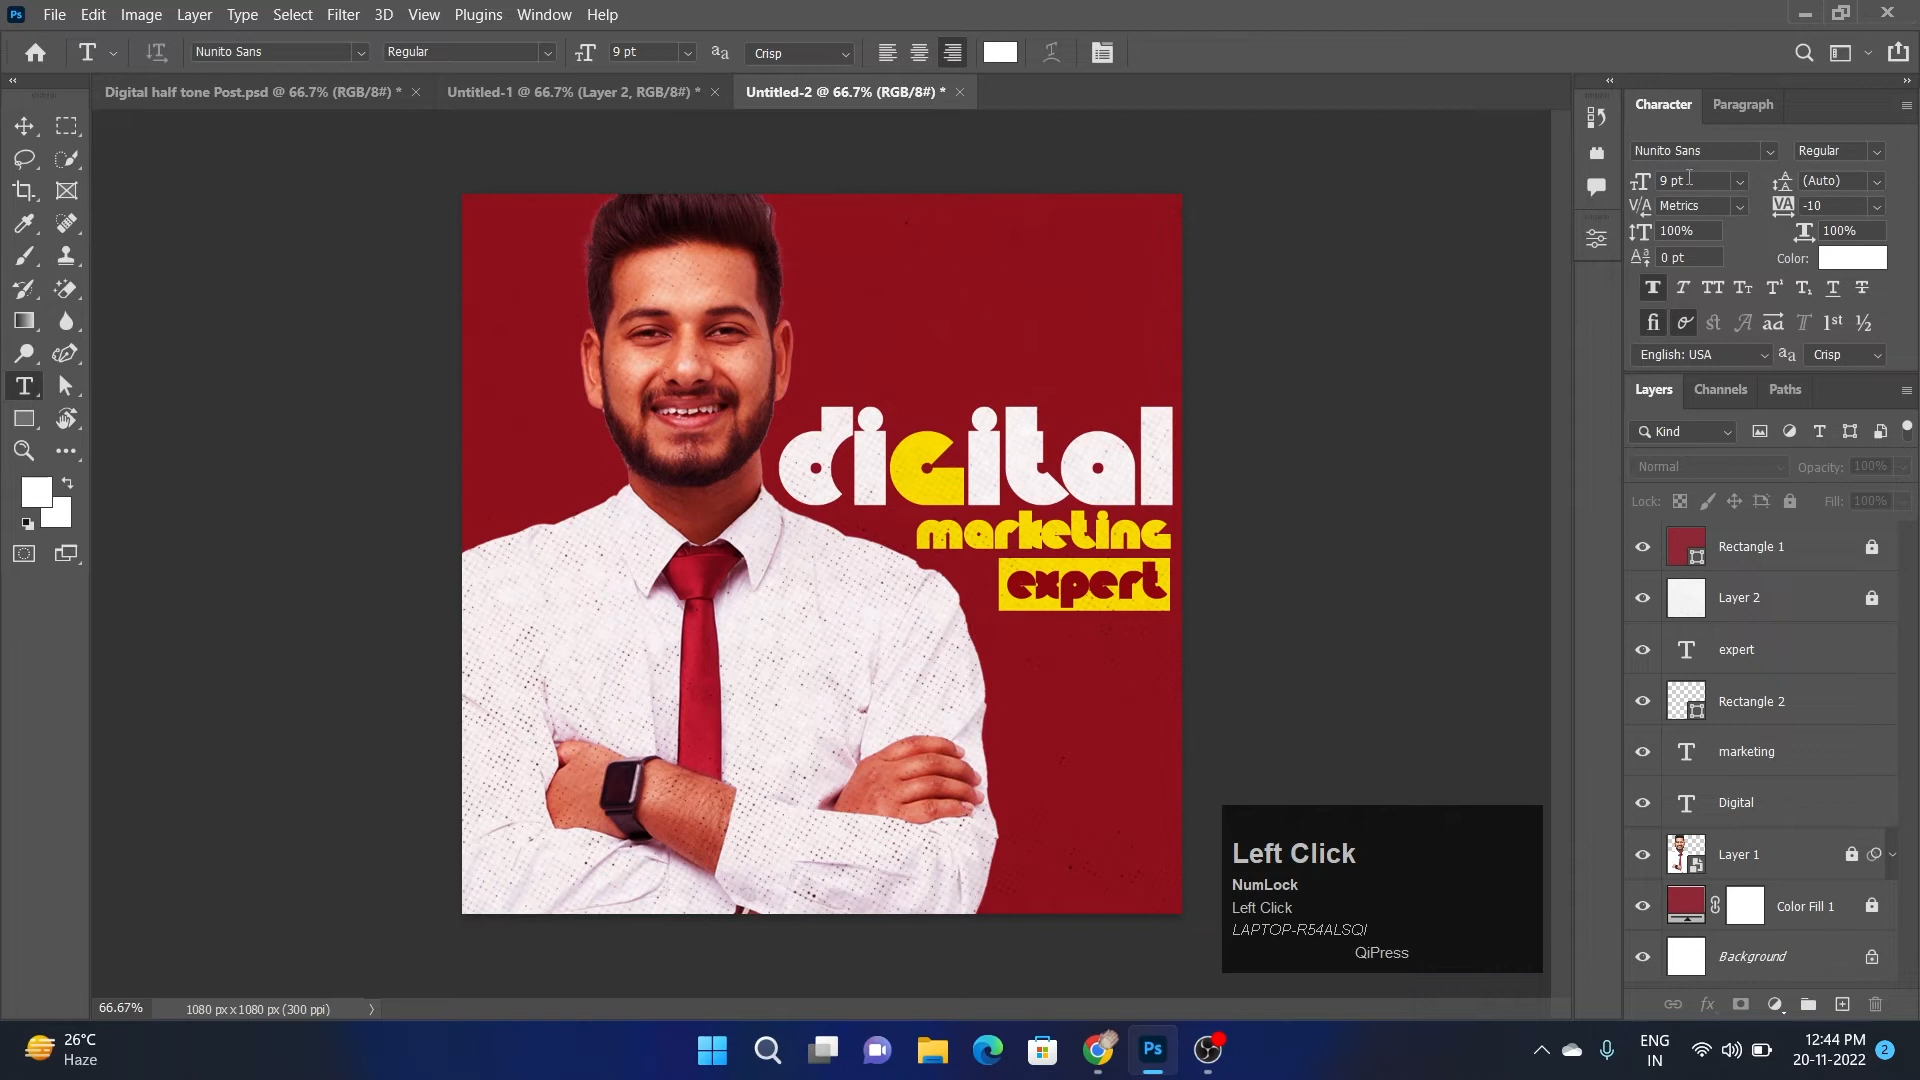 Ps File Edit Image Layer Type Select Filter 3D View Plugins Window Help
T Nunito Sans Regular 9 pt aa Crisp
Digital half tone Post.psd @ 66.7% (RGB/8#) *
Untitled-1 @ 66.7% (Layer 2, RGB/8#) *
Untitled-2 @ 66.7% (RGB/8#) *
Character Paragraph
Nunito Sans Regular
9 pt (Auto)
Metrics -10
100% 100%
0 pt Color:
English: USA aa Crisp
Layers Channels Paths
Kind
Normal Opacity: 100%
Lock: Fill: 100%
Rectangle 1
Layer 2
expert
Rectangle 2
marketing
Digital
Layer 1
Color Fill 1
Background
digital
marketing
expert
Left Click
NumLock
Left Click
LAPTOP-R54ALSQI
QiPress
66.67% 1080 px x 1080 px (300 ppi)
26°C
Haze
Ps
ENG
IN
12:44 PM
20-11-2022
2